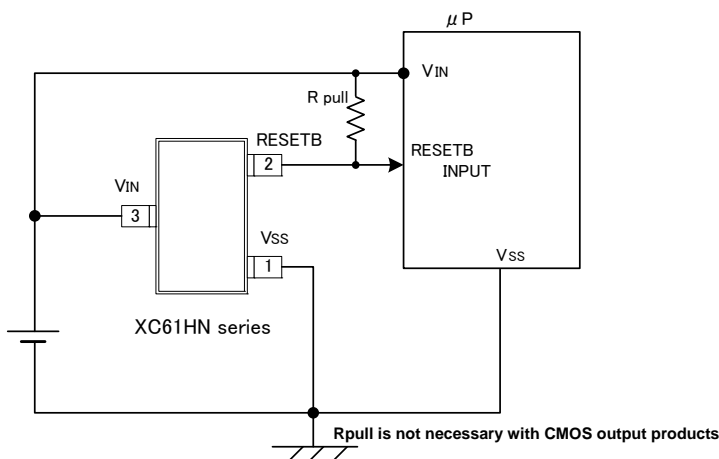 μP
VIN
R pull
RESETB
2
RESETB
INPUT
VIN
3
Vss
1
Vss
XC61HN series
Rpull is not necessary with CMOS output products